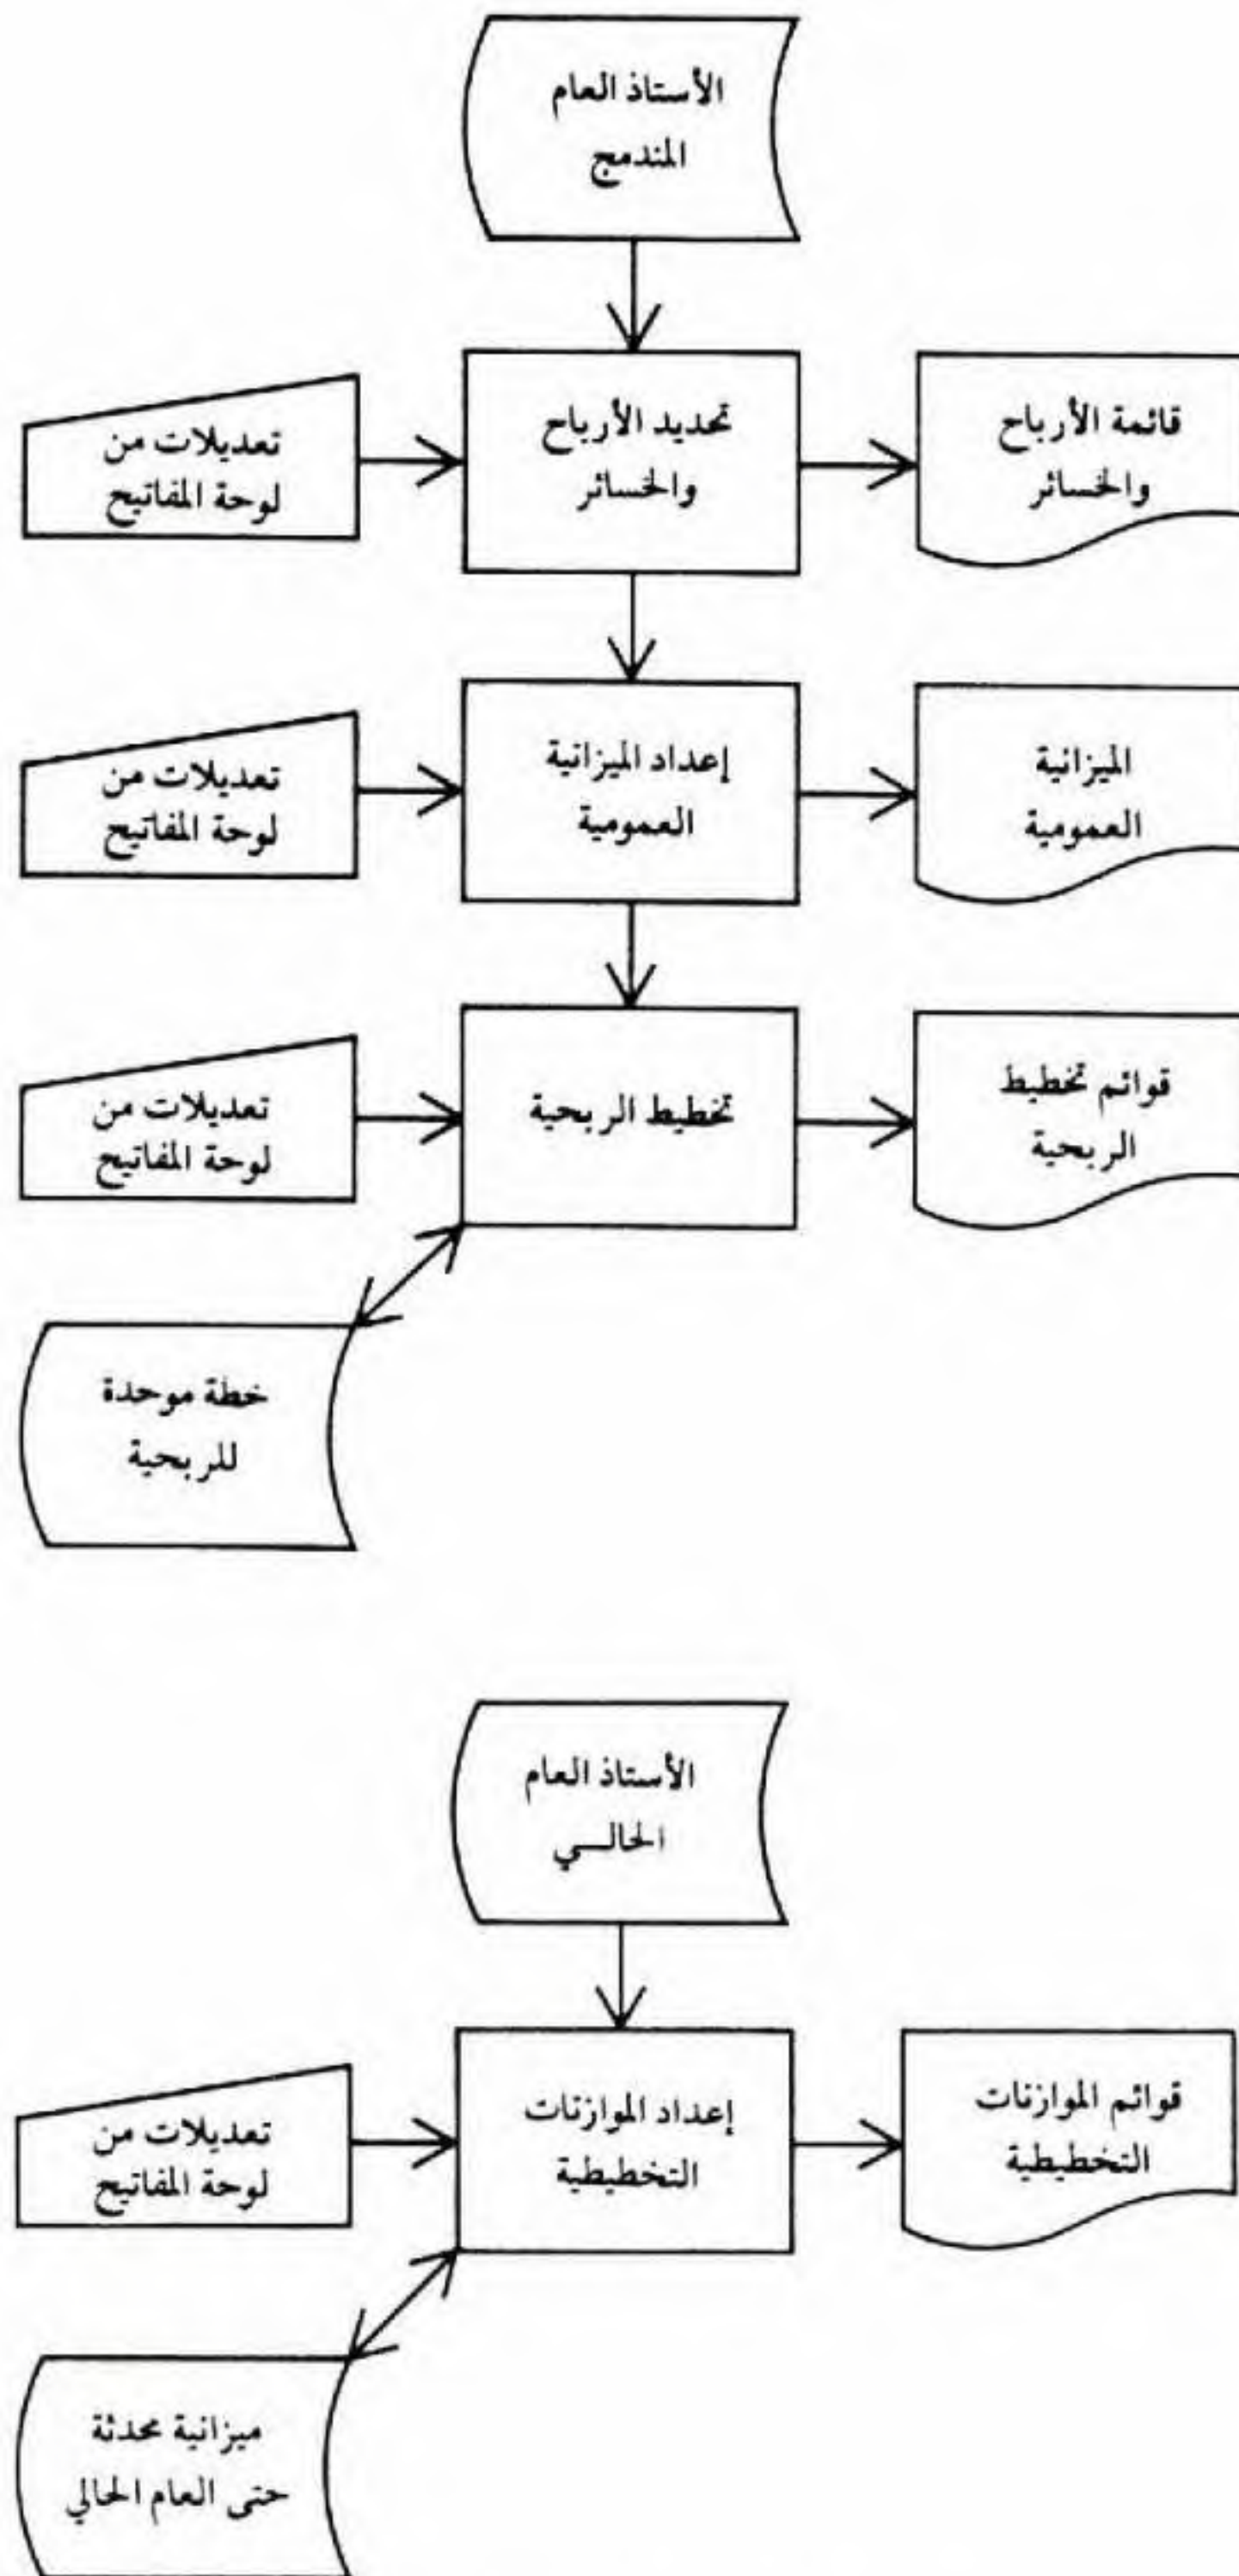 الأستاذ العام
المندمج
تحديد الأرباح
والخسائر
تعديلات من
لوحة المفاتيح
قائمة الأرباح
والخسائر
إعداد الميزانية
العمومية
تعديلات من
لوحة المفاتيح
الميزانية
العمومية
تخطيط الربحية
تعديلات من
لوحة المفاتيح
قوائم تخطيط
الربحية
خطة موحدة
للربحية
الأستاذ العام
الحالـي
إعداد الموازنات
التخطيطية
تعديلات من
لوحة المفاتيح
قوائم الموازنات
التخطيطية
ميزانية محدثة
حتى العام الحالي